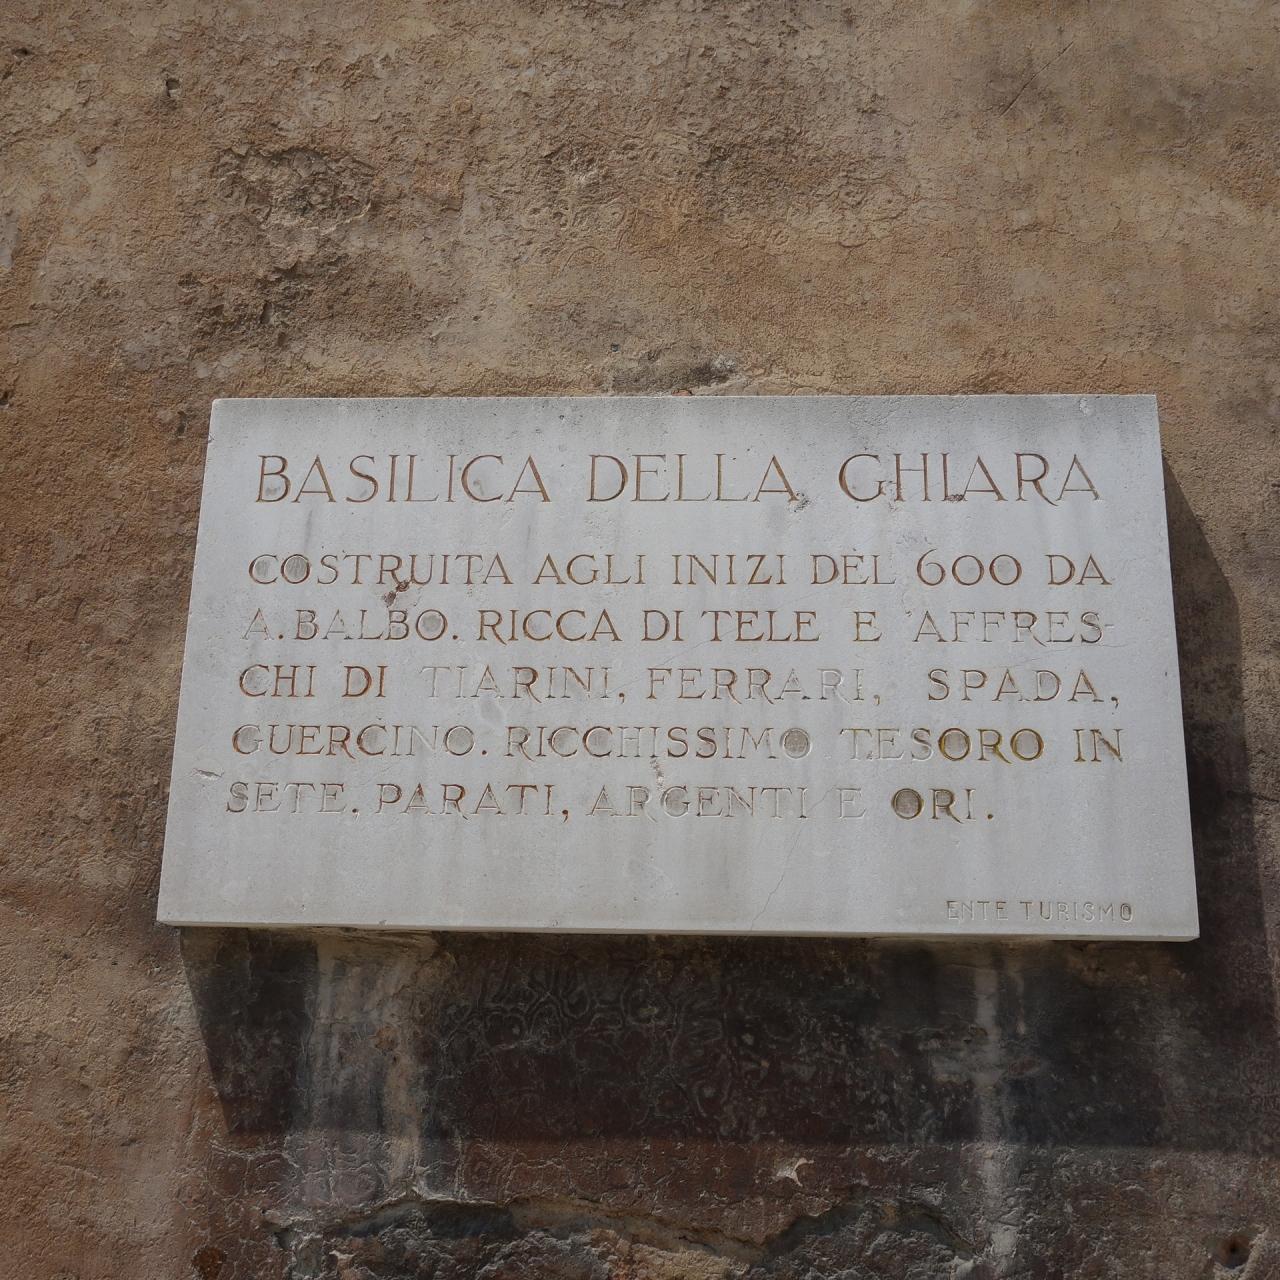 BASILICA DELLA GHIARA
COSTRUITA AGLI INIZI DEL 600 DA
A. BALBO. RICCA DI TELE E AFFRES-
CHI DI TIARINI, FERRARI, SPADA,
GUERCINO. RICCHISSIMO TESORO IN
SETE, PARATI, ARGENTI E ORI.
ENTE TURISMO